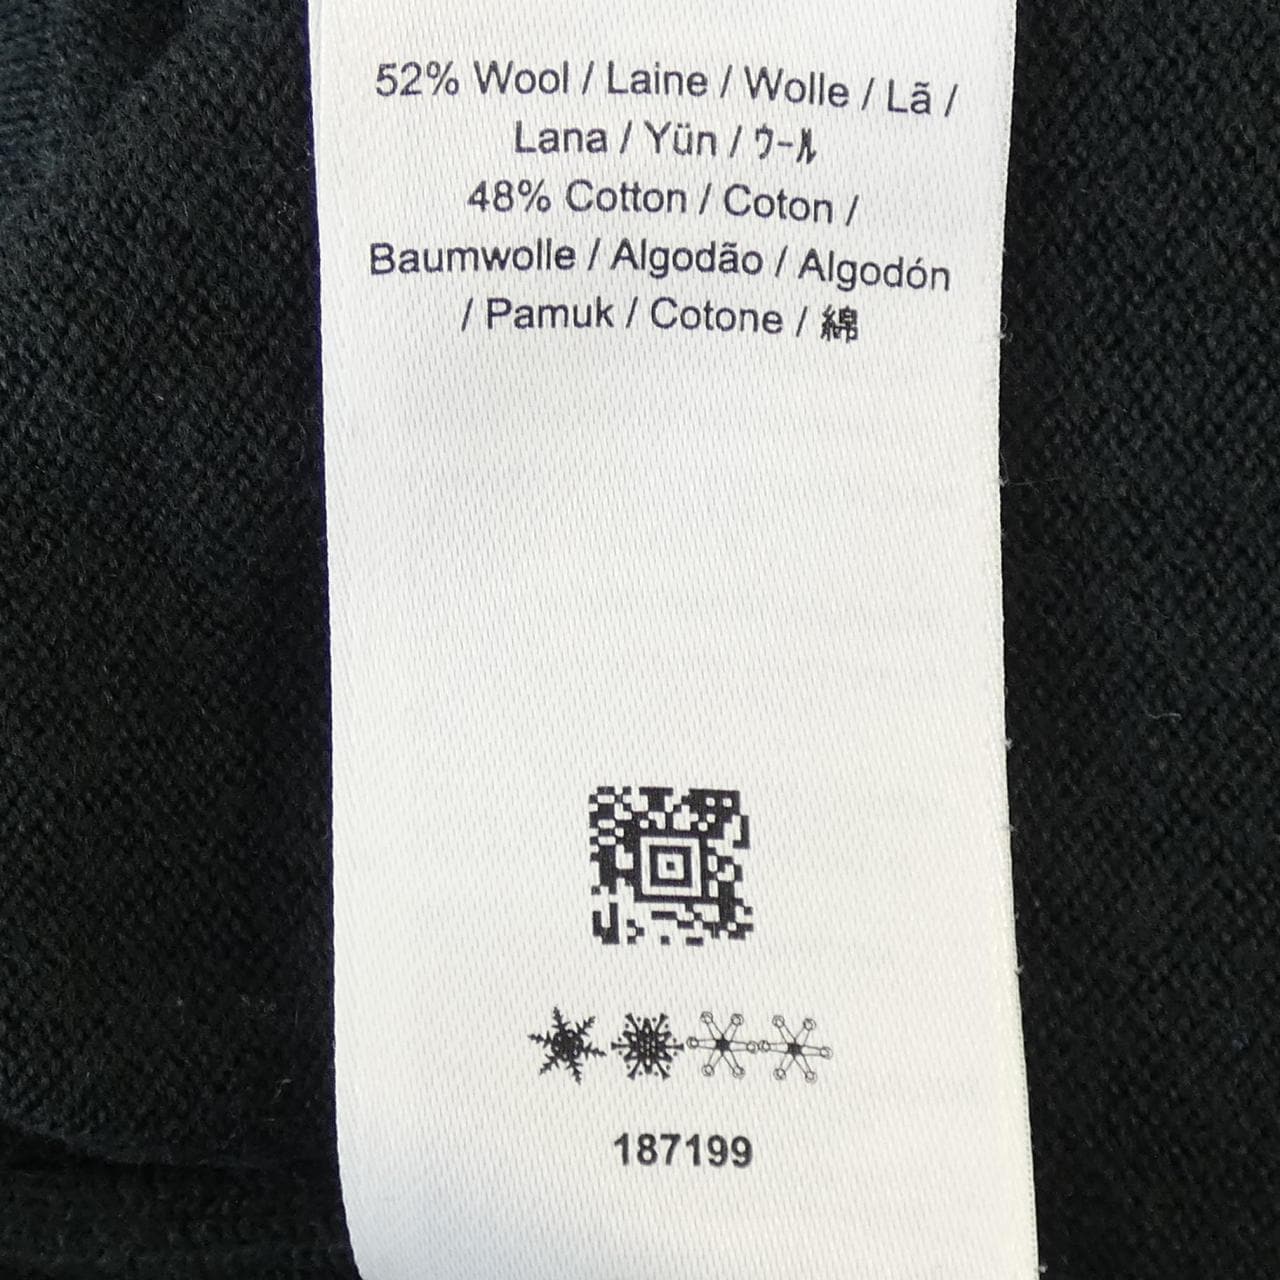 52% Wool / Laine / Wolle / Lã /
Lana / Yün / ウール
48% Cotton / Coton /
Baumwolle / Algodão / Algodón
/ Pamuk / Cotone / 綿
187199